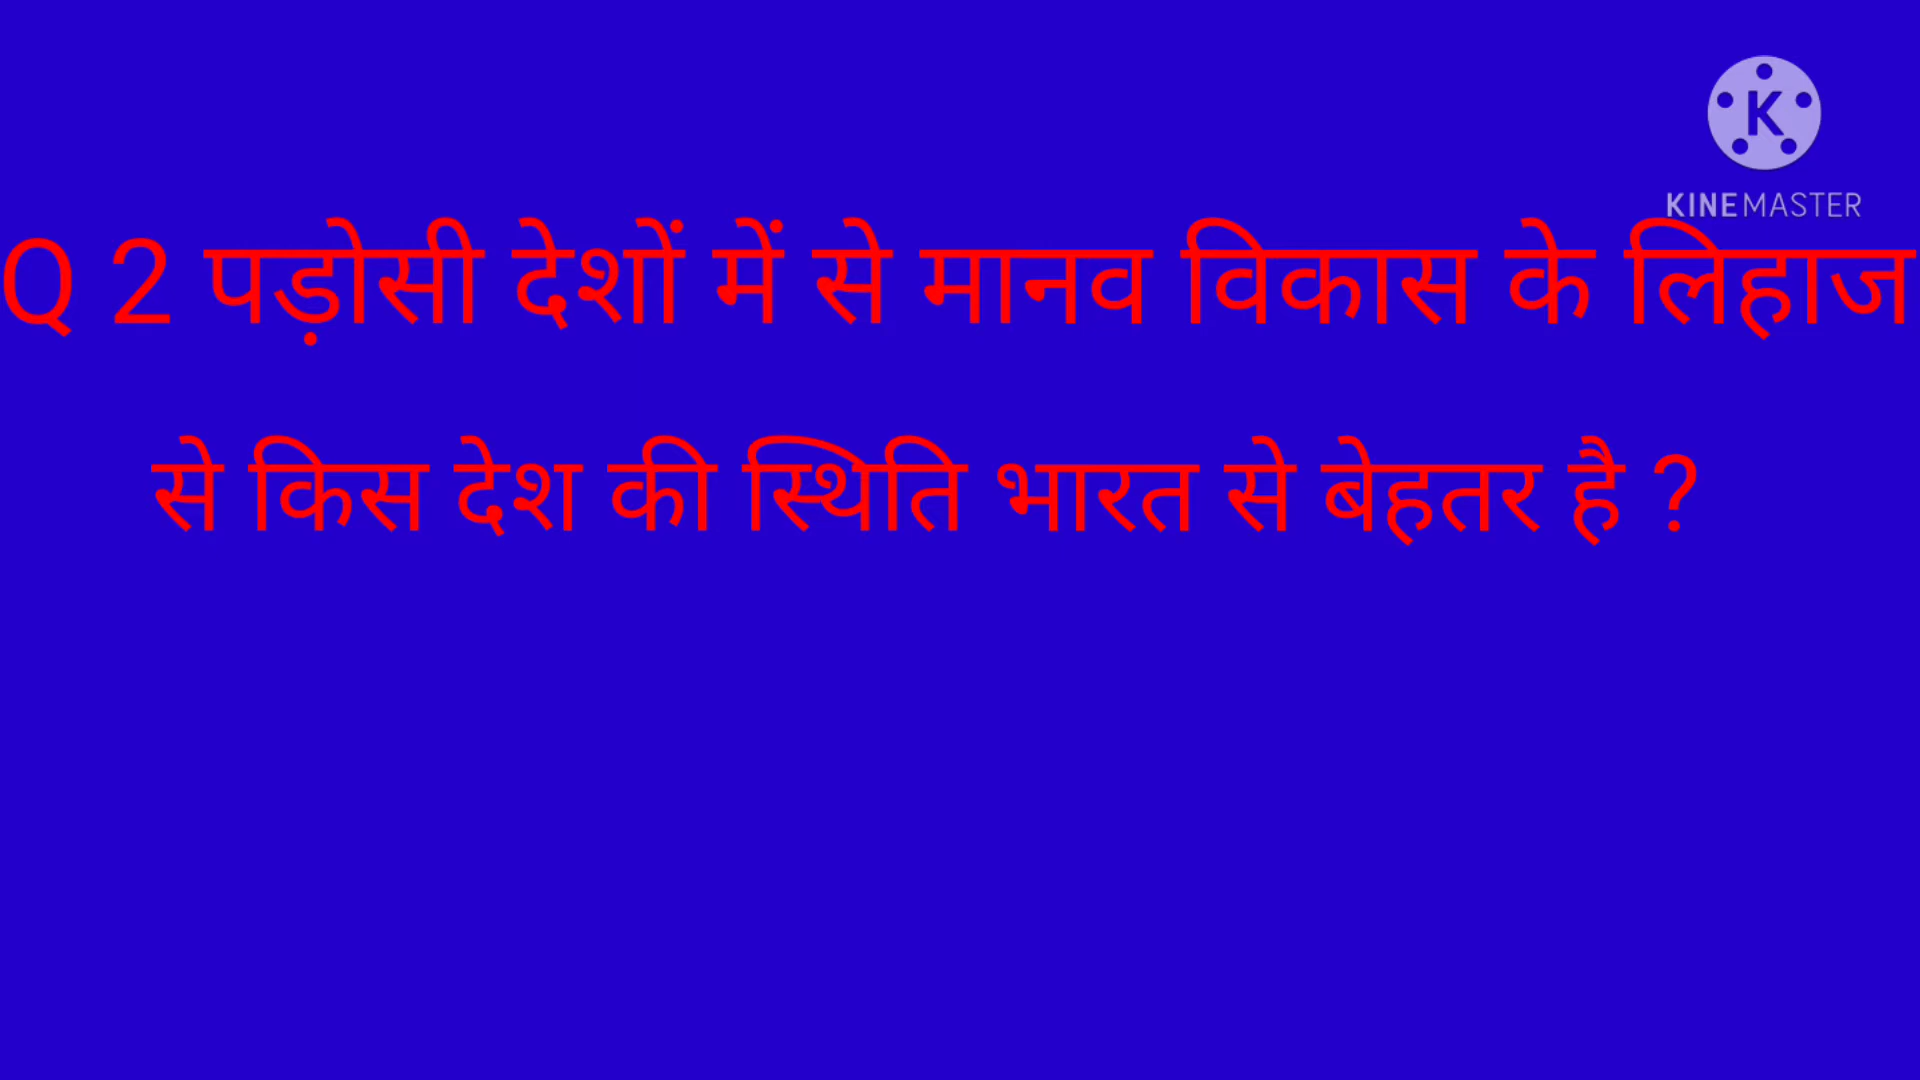 K
KINEMASTER
Q 2 पड़ोसी देशों में से मानव विकास के लिहाज
से किस देश की स्थिति भारत से बेहतर है ?